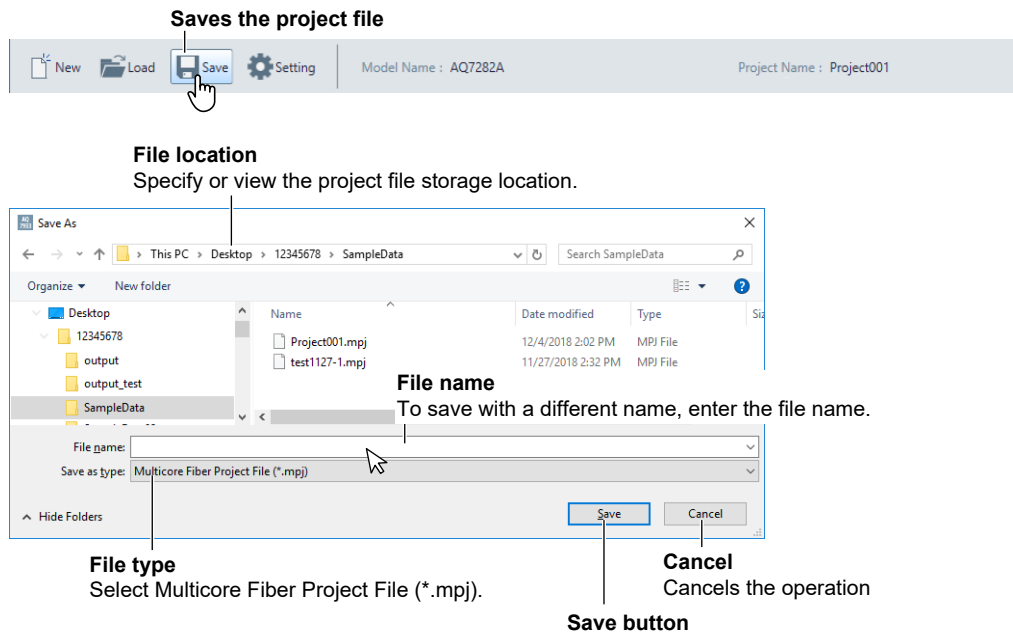 Saves the project file
New Load Save Setting Model Name : AQ7282A Project Name : Project001
File location
Specify or view the project file storage location.
Save As
This PC > Desktop > 12345678 > SampleData Search SampleData
Organize New folder
Desktop
12345678
output
output_test
SampleData
Name Date modified Type Siz
Project001.mpj 12/4/2018 2:02 PM MPJ File
test1127-1.mpj 11/27/2018 2:32 PM MPJ File
File name
To save with a different name, enter the file name.
File name:
Save as type: Multicore Fiber Project File (*.mpj)
Hide Folders Save Cancel
File type
Select Multicore Fiber Project File (*.mpj).
Cancel
Cancels the operation
Save button